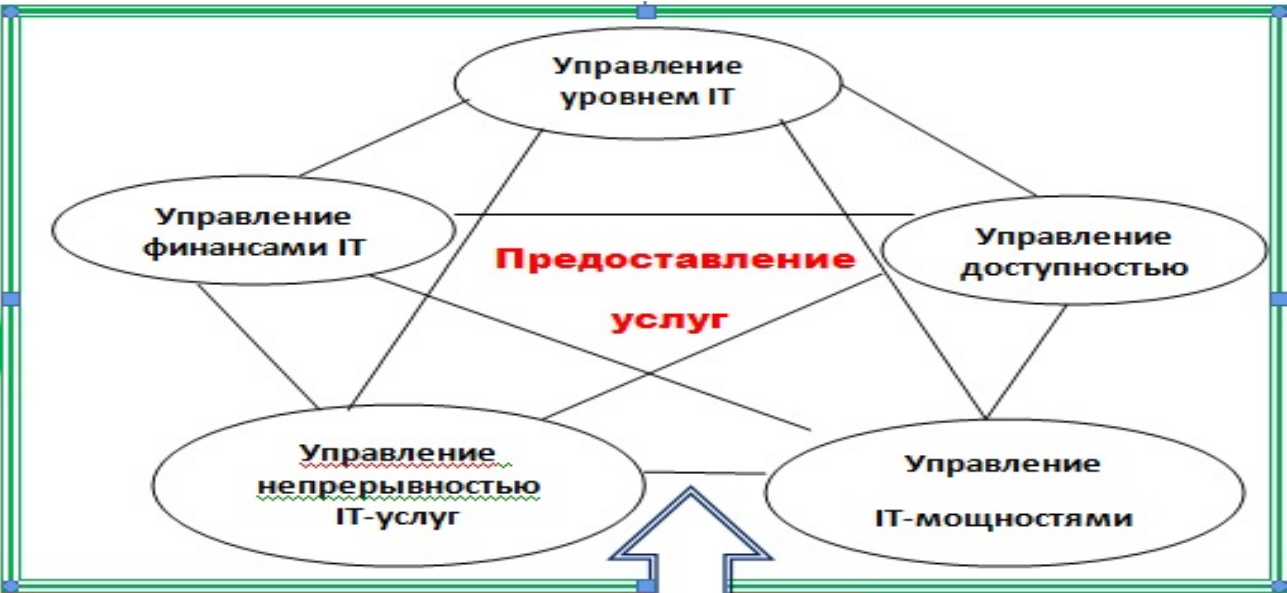 Управление
уровнем IT
Управление
финансами IT
Управление
доступностью
Предоставление
услуг
Управление
непрерывностью
IT-услуг
Управление
IT-мощностями